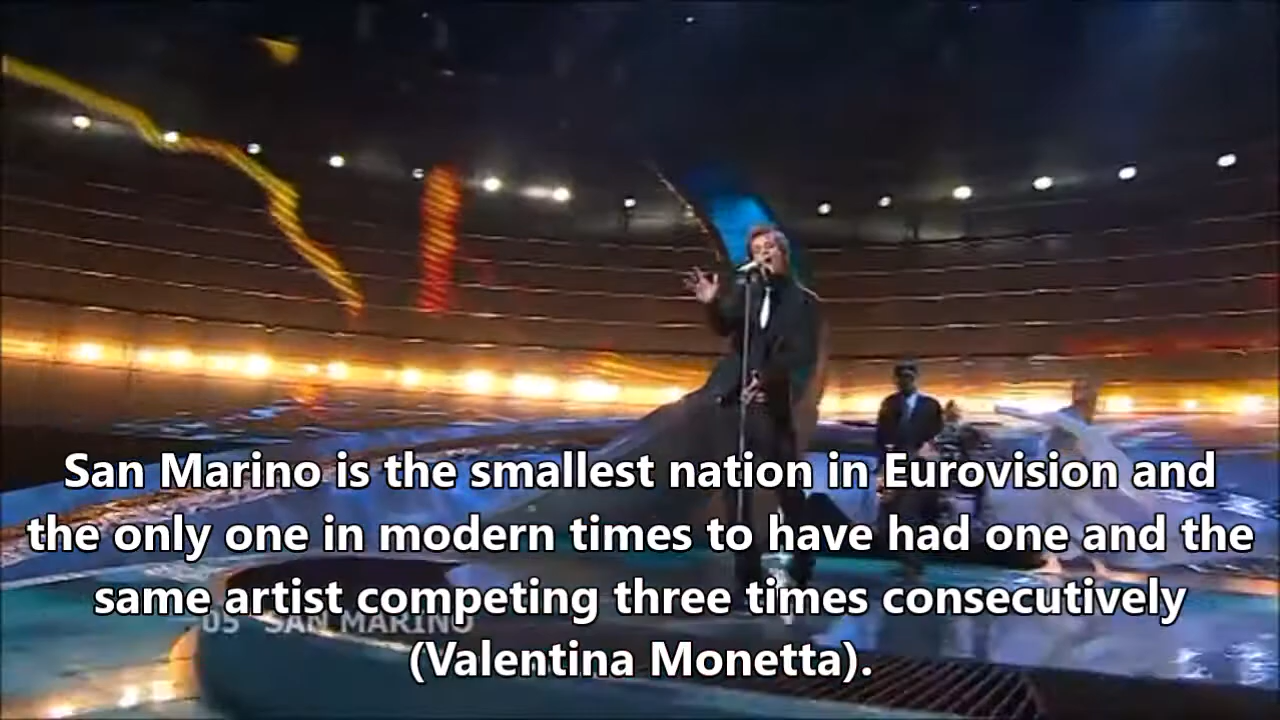 San Marino is the smallest nation in Eurovision and
the only one in modern times to have had one and the
same artist competing three times consecutively
05 SAN MARINO
(Valentina Monetta).